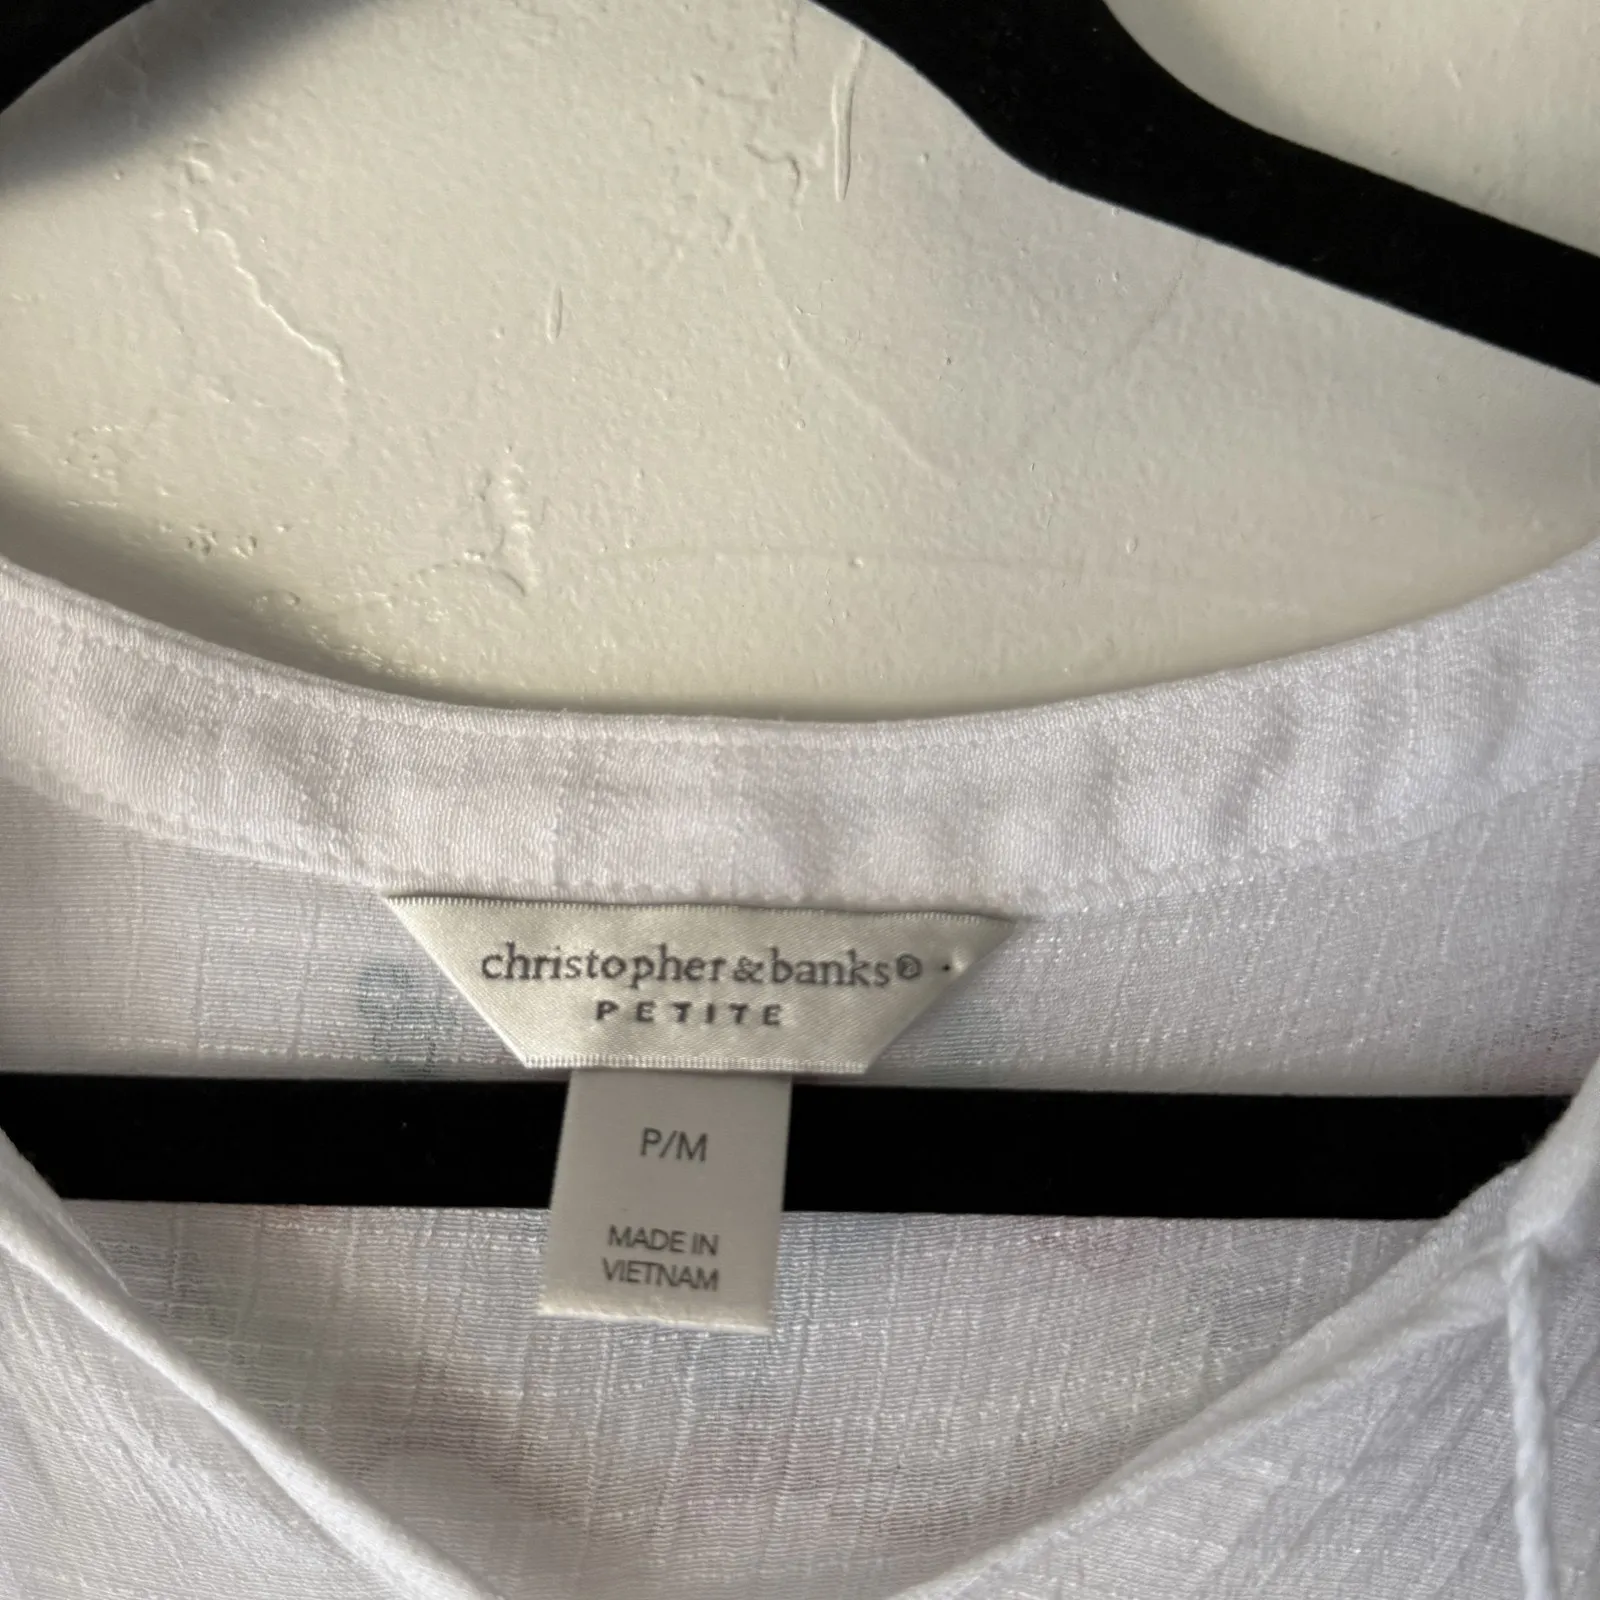 christopher & banks®
PETITE
P/M
MADE IN
VIETNAM